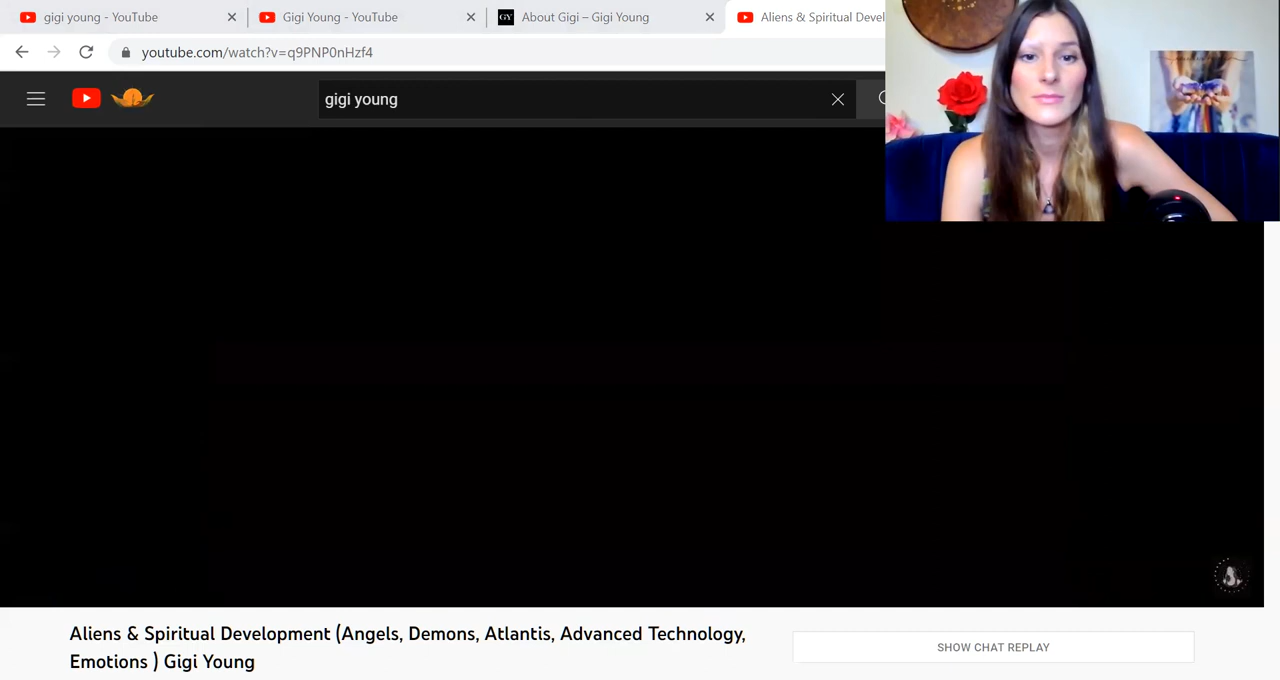 gigi young - YouTube
Gigi Young - YouTube
GY About Gigi – Gigi Young
Aliens & Spiritual Devel
youtube.com/watch?v=q9PNP0nHzf4
gigi young
Aliens & Spiritual Development (Angels, Demons, Atlantis, Advanced Technology,
Emotions ) Gigi Young
SHOW CHAT REPLAY